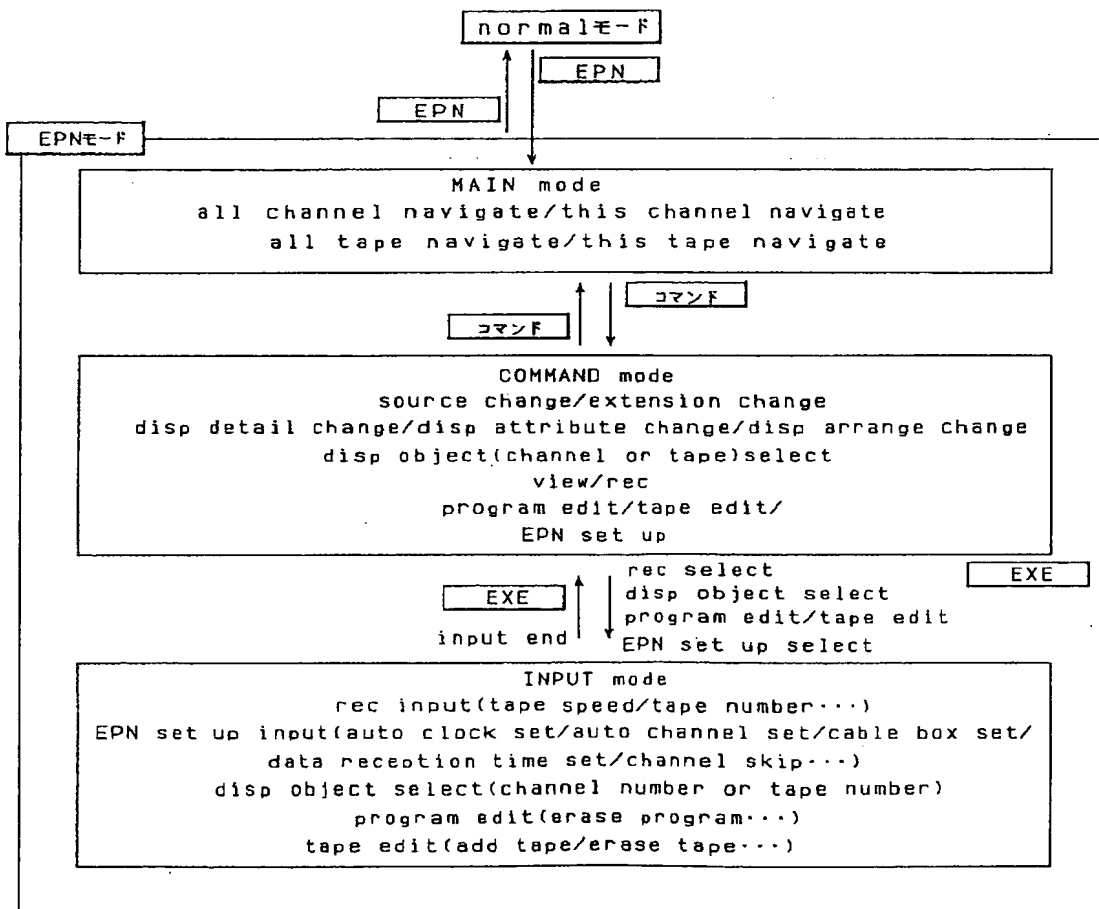 normalモード
EPN
EPN
EPNモード
MAIN mode
all channel navigate/this channel navigate
all tape navigate/this tape navigate
コマンド
コマンド
COMMAND mode
source change/extension change
disp detail change/disp attribute change/disp arrange change
disp object(channel or tape)select
view/rec
program edit/tape edit/
EPN set up
rec select
EXE
EXE
disp object select
program edit/tape edit
input end
EPN set up select
INPUT mode
rec input(tape speed/tape number･･･)
EPN set up input(auto clock set/auto channel set/cable box set/
data reception time set/channel skip･･･)
disp object select(channel number or tape number)
program edit(erase program･･･)
tape edit(add tape/erase tape･･･)